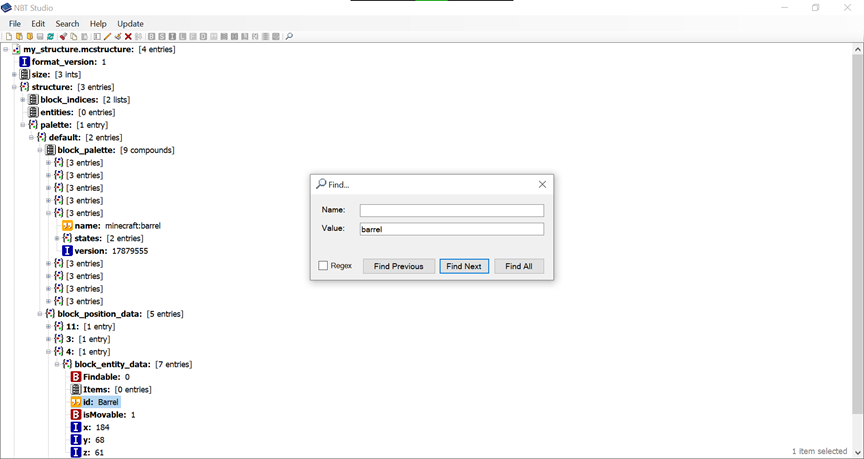 NBT Studio
File Edit Search Help Update
my_structure.mcstructure: [4 entries]
format_version: 1
size: [3 ints]
structure: [3 entries]
block_indices: [2 lists]
entities: [0 entries]
palette: [1 entry]
default: [2 entries]
block_palette: [9 compounds]
[3 entries]
[3 entries]
[3 entries]
[3 entries]
[3 entries]
name: minecraft:barrel
states: [2 entries]
version: 17879555
[3 entries]
[3 entries]
[3 entries]
[3 entries]
block_position_data: [5 entries]
11: [1 entry]
3: [1 entry]
4: [1 entry]
block_entity_data: [7 entries]
B Findable: 0
Items: [0 entries]
id: Barrel
B isMovable: 1
I x: 184
I y: 68
I z: 61
Find...
Name:
Value: barrel
Regex Find Previous Find Next Find All
1 item selected